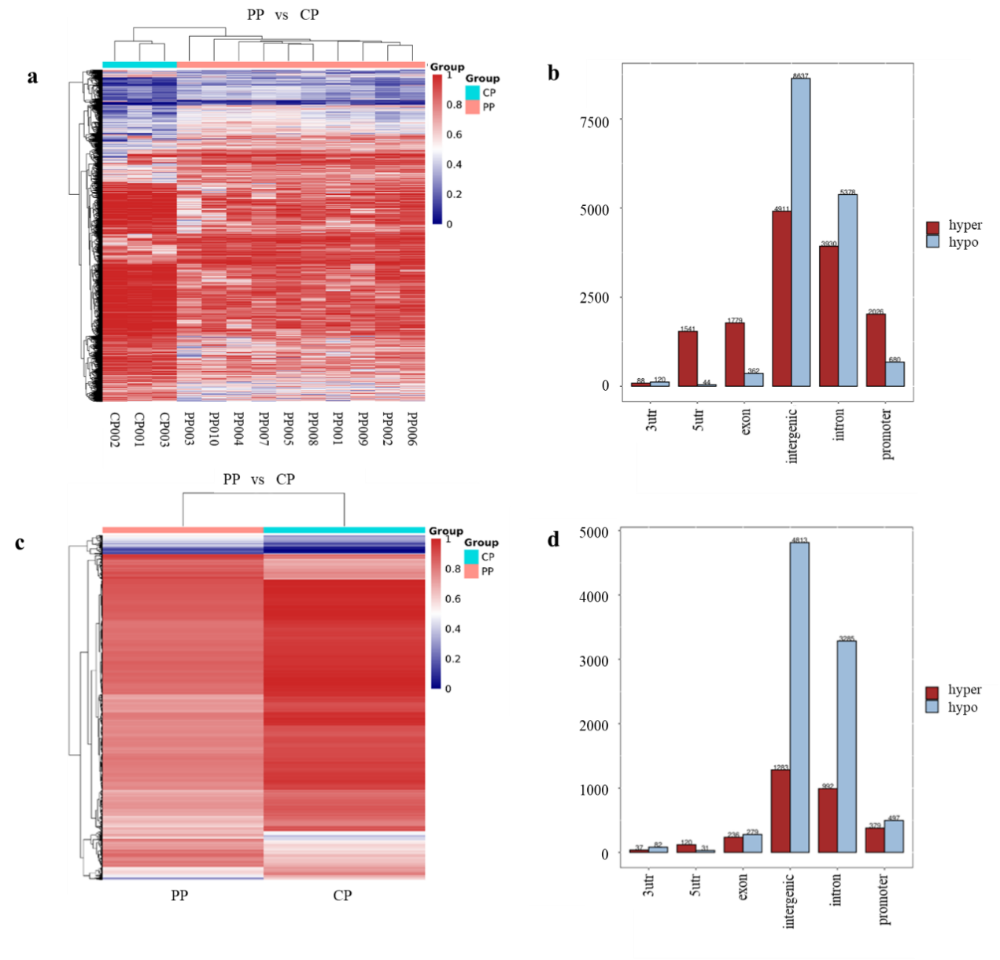 PP vs CP
a
Group
1
0.8
0.6
0.4
0.2
0
Group
CP
PP
CP002
CP001
CP003
PP003
PP010
PP004
PP007
PP005
PP008
PP001
PP009
PP002
PP006
b
7500
5000
2500
0
88
120
1541
44
1779
362
4911
8637
3930
5378
2026
680
3utr
5utr
exon
intergenic
intron
promoter
hyper
hypo
PP vs CP
c
Group
1
0.8
0.6
0.4
0.2
0
Group
CP
PP
PP
CP
d
5000
4000
3000
2000
1000
0
37
82
120
31
236
279
1283
4813
992
3285
379
497
3utr
5utr
exon
intergenic
intron
promoter
hyper
hypo